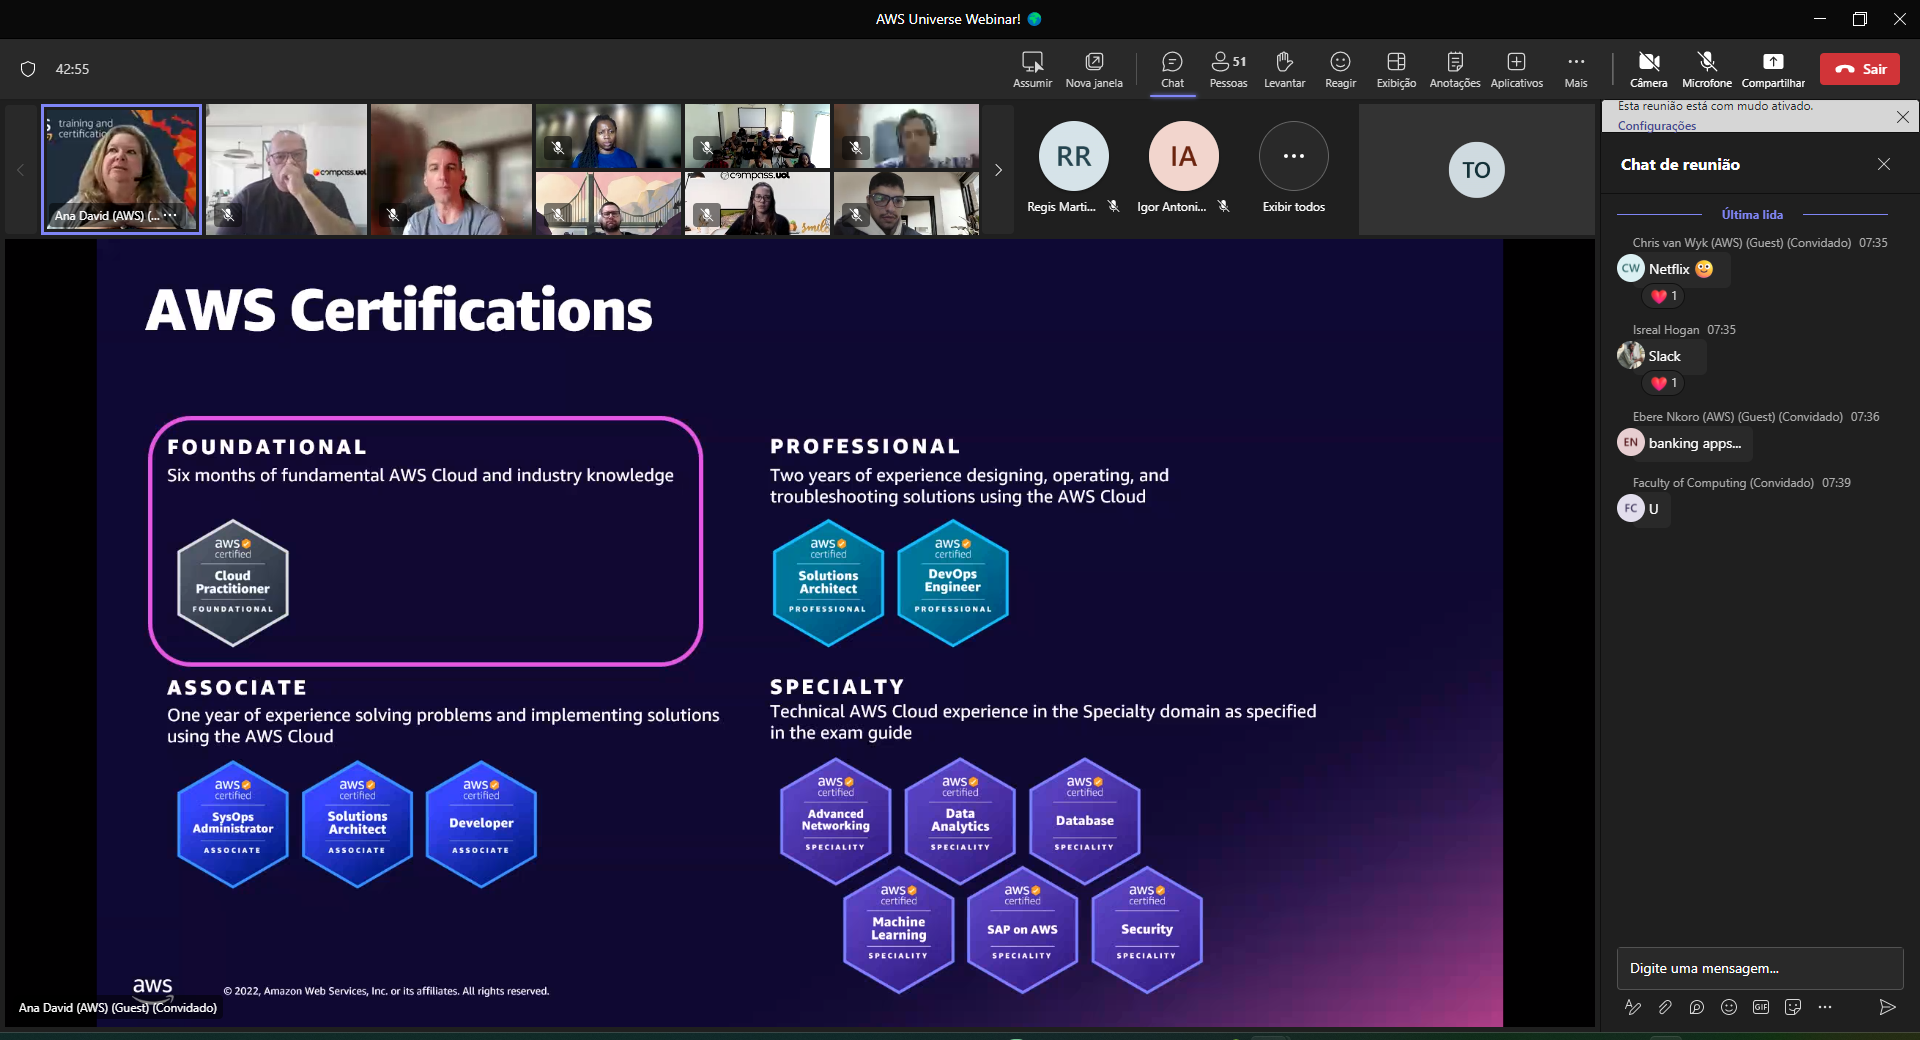 AWS Universe Webinar!
42:55
Assumir
Nova janela
Chat
51
Pessoas
Levantar
Reagir
Exibição
Anotações
Aplicativos
Mais
Câmera
Microfone
Compartilhar
Sair
training and
certification
Ana David (AWS) (...
compass.uol
compass.uol
smile
RR
Regis Marti...
IA
Igor Antoni...
Exibir todos
TO
AWS Certifications
FOUNDATIONAL
Six months of fundamental AWS Cloud and industry knowledge
aws
certified
Cloud
Practitioner
FOUNDATIONAL
PROFESSIONAL
Two years of experience designing, operating, and
troubleshooting solutions using the AWS Cloud
aws
certified
Solutions
Architect
PROFESSIONAL
aws
certified
DevOps
Engineer
PROFESSIONAL
ASSOCIATE
One year of experience solving problems and implementing solutions
using the AWS Cloud
aws
certified
SysOps
Administrator
ASSOCIATE
aws
certified
Solutions
Architect
ASSOCIATE
aws
certified
Developer
ASSOCIATE
SPECIALTY
Technical AWS Cloud experience in the Specialty domain as specified
in the exam guide
aws
certified
Advanced
Networking
SPECIALITY
aws
certified
Data
Analytics
SPECIALITY
aws
certified
Database
SPECIALITY
aws
certified
Machine
Learning
SPECIALITY
aws
certified
SAP on AWS
SPECIALITY
aws
certified
Security
SPECIALITY
aws
© 2022, Amazon Web Services, Inc. or its affiliates. All rights reserved.
Ana David (AWS) (Guest) (Convidado)
Esta reunião está com mudo ativado.
Configurações
Chat de reunião
Última lida
Chris van Wyk (AWS) (Guest) (Convidado) 07:35
CW
Netflix
1
Isreal Hogan 07:35
Slack
1
Ebere Nkoro (AWS) (Guest) (Convidado) 07:36
EN
banking apps...
Faculty of Computing (Convidado) 07:39
FC
U
Digite uma mensagem...
GIF